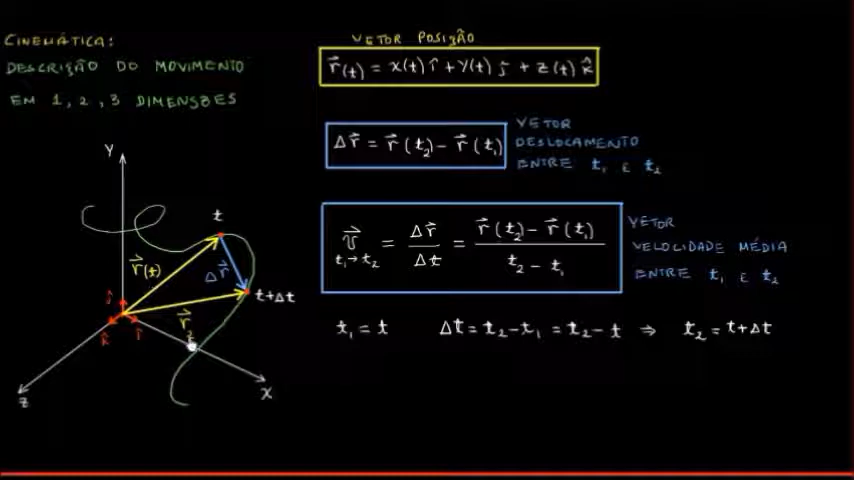 CINEMÁTICA:
DESCRIÇÃO DO MOVIMENTO
EM 1, 2, 3 DIMENSÕES
VETOR POSIÇÃO
r⃗(t) = x(t) î + y(t) ĵ + z(t) k̂
Δr⃗ = r⃗(t₂) − r⃗(t₁)
VETOR
DESLOCAMENTO
ENTRE t₁ E t₂
v⃗ t₁→t₂ = Δr⃗/Δt = (r⃗(t₂) − r⃗(t₁))/(t₂ − t₁)
VETOR
VELOCIDADE MÉDIA
ENTRE t₁ E t₂
t₁ = t Δt = t₂ − t₁ = t₂ − t ⇒ t₂ = t + Δt
Y
t
r⃗(t)
Δr⃗
t + Δt
ĵ
k̂
î
r⃗
X
Z